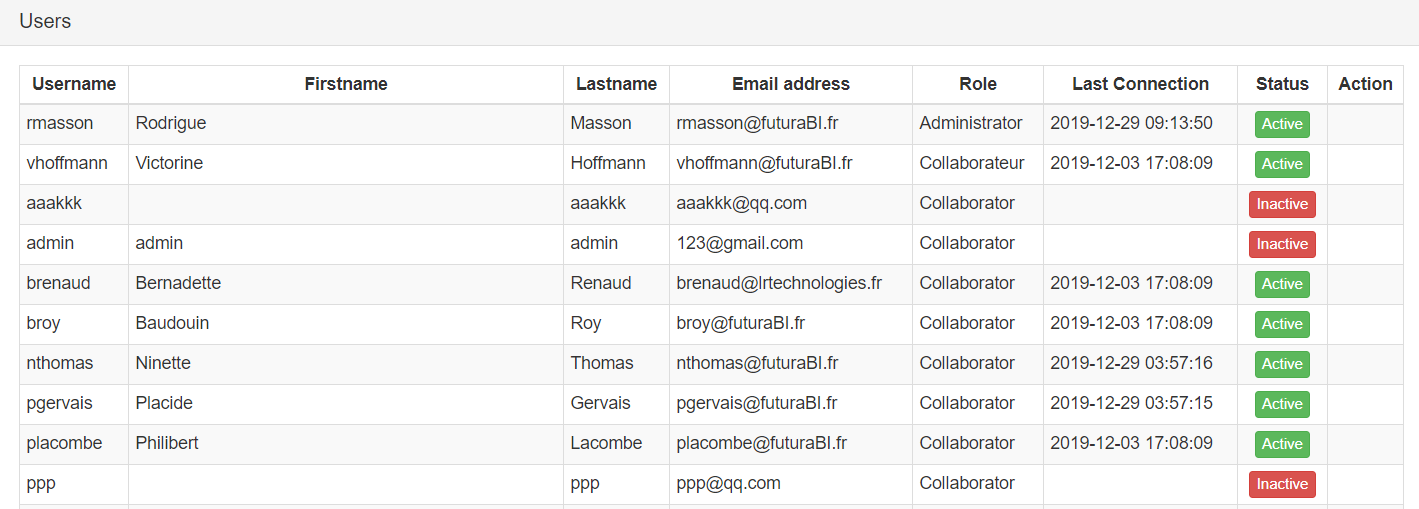 Users
Username Firstname Lastname Email address Role Last Connection Status Action
rmasson Rodrigue Masson rmasson@futuraBI.fr Administrator 2019-12-29 09:13:50 Active
vhoffmann Victorine Hoffmann vhoffmann@futuraBI.fr Collaborateur 2019-12-03 17:08:09 Active
aaakkk aaakkk aaakkk@qq.com Collaborator Inactive
admin admin admin 123@gmail.com Collaborator Inactive
brenaud Bernadette Renaud brenaud@lrtechnologies.fr Collaborator 2019-12-03 17:08:09 Active
broy Baudouin Roy broy@futuraBI.fr Collaborator 2019-12-03 17:08:09 Active
nthomas Ninette Thomas nthomas@futuraBI.fr Collaborator 2019-12-29 03:57:16 Active
pgervais Placide Gervais pgervais@futuraBI.fr Collaborator 2019-12-29 03:57:15 Active
placombe Philibert Lacombe placombe@futuraBI.fr Collaborator 2019-12-03 17:08:09 Active
ppp ppp ppp@qq.com Collaborator Inactive